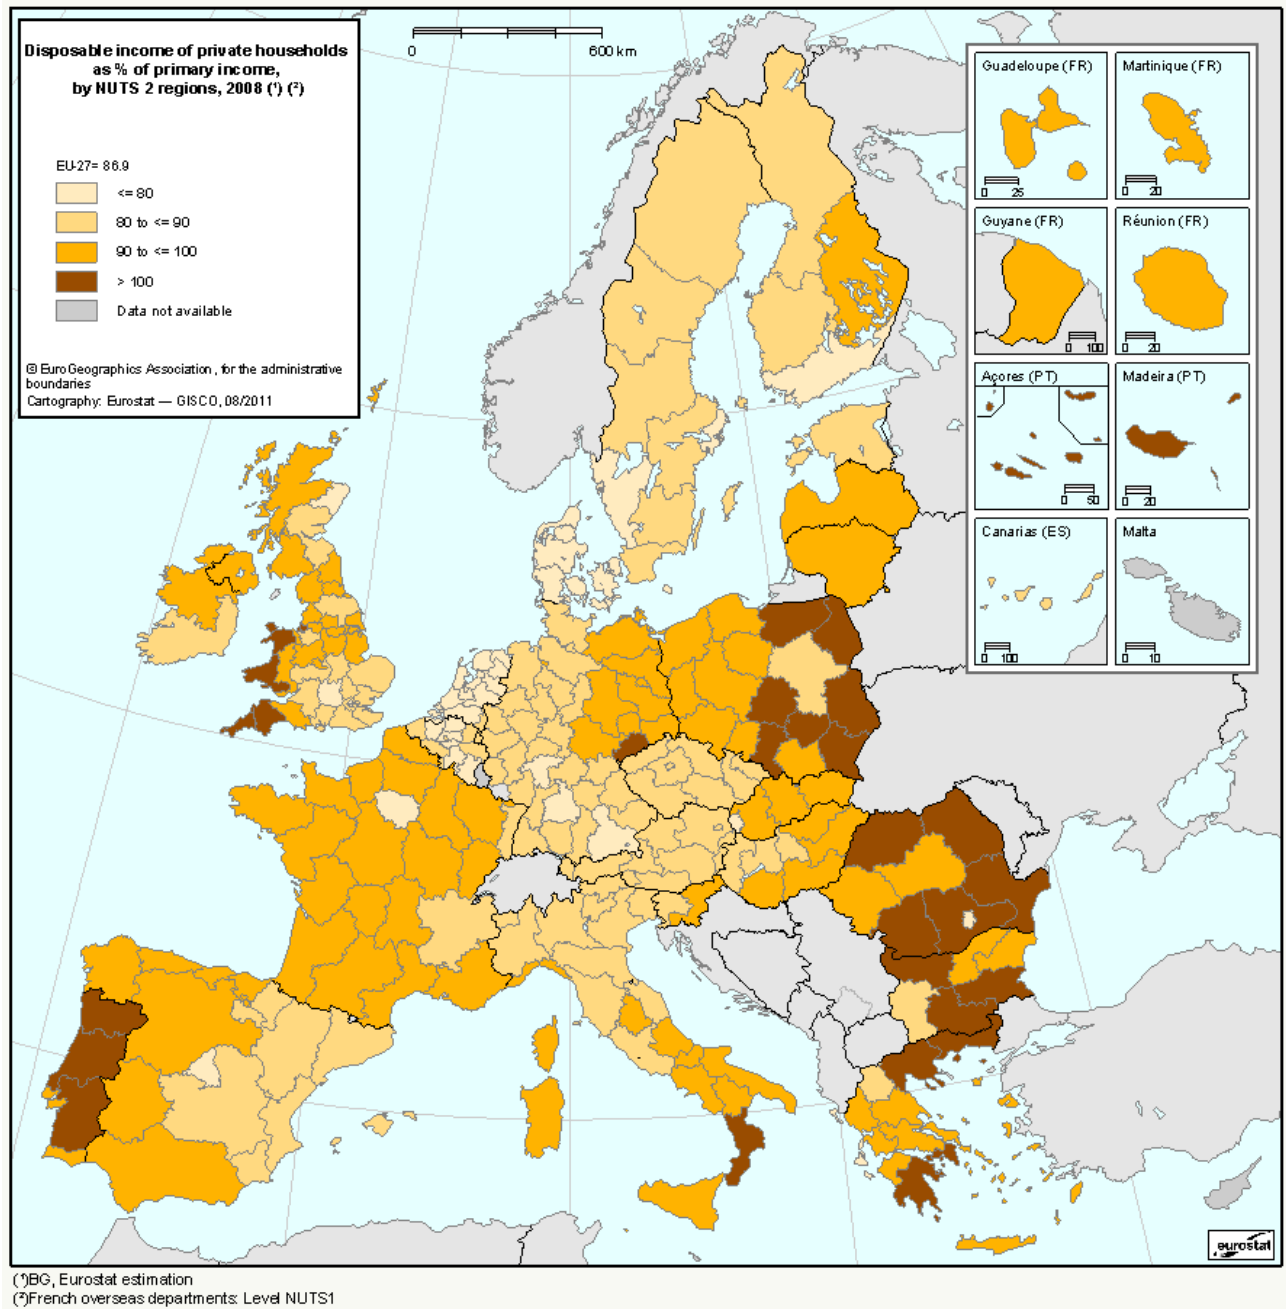 Disposable income of private households
as % of primary income,
by NUTS 2 regions, 2008 (¹) (²)
EU-27= 86.9
<= 80
80 to <= 90
90 to <= 100
> 100
Data not available
© EuroGeographics Association, for the administrative
boundaries
Cartography: Eurostat — GISCO, 08/2011
0 600 km
Guadeloupe (FR)
0 25
Martinique (FR)
0 20
Guyane (FR)
0 100
Réunion (FR)
0 20
Açores (PT)
0 50
Madeira (PT)
0 20
Canarias (ES)
0 100
Malta
0 10
eurostat
(¹)BG, Eurostat estimation
(²)French overseas departments: Level NUTS1